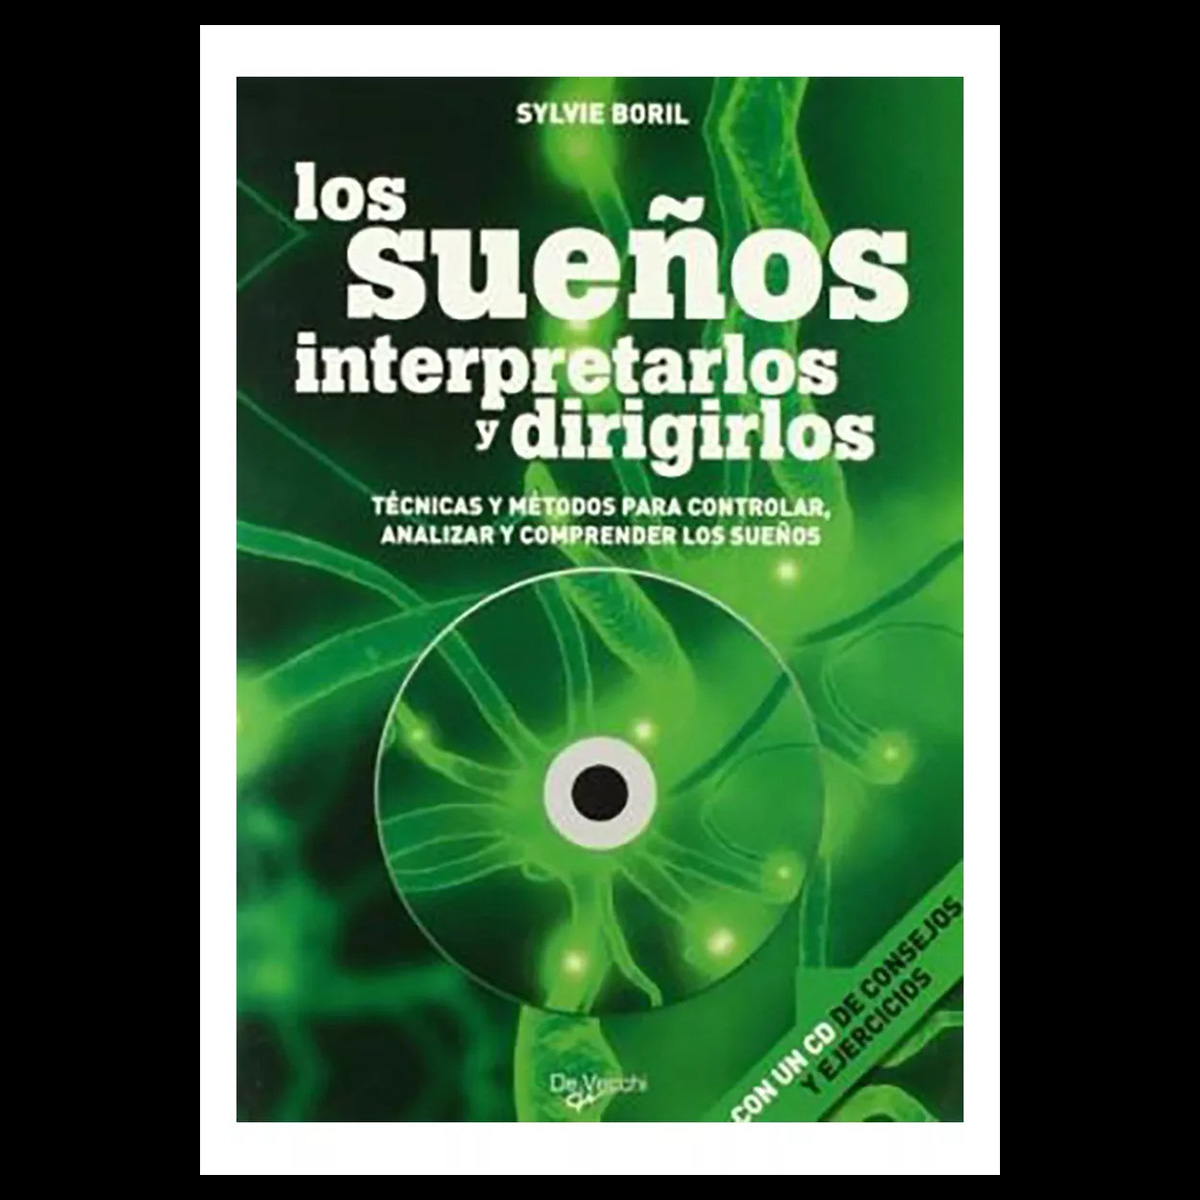 SYLVIE BORIL
los
sueños
interpretarlos
y dirigirlos
TÉCNICAS Y MÉTODOS PARA CONTROLAR,
ANALIZAR Y COMPRENDER LOS SUEÑOS
CON UN CD DE CONSEJOS
Y EJERCICIOS
De Vecchi